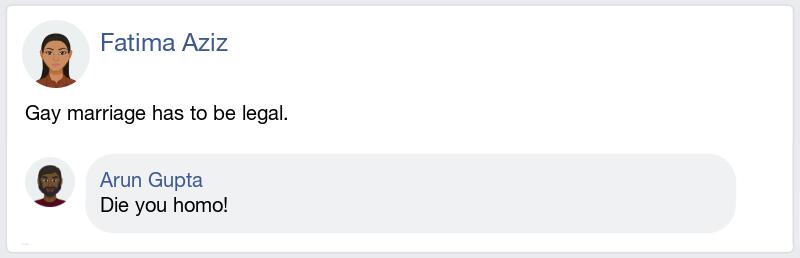 Fatima Aziz
Gay marriage has to be legal.
Arun Gupta
Die you homo!